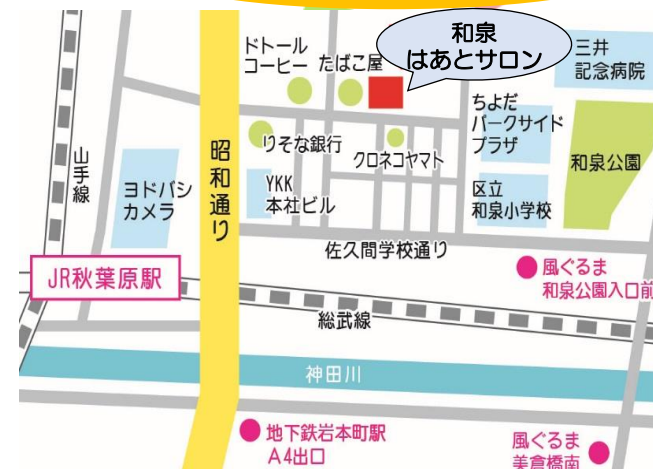 和泉
はあとサロン
ドトール
コーヒー
たばこ屋
三井
記念病院
ちよだ
パークサイド
プラザ
和泉公園
りそな銀行
クロネコヤマト
昭和通り
山手線
ヨドバシ
カメラ
YKK
本社ビル
区立
和泉小学校
佐久間学校通り
JR秋葉原駅
風ぐるま
和泉公園入口前
総武線
神田川
地下鉄岩本町駅
A4出口
風ぐるま
美倉橋南